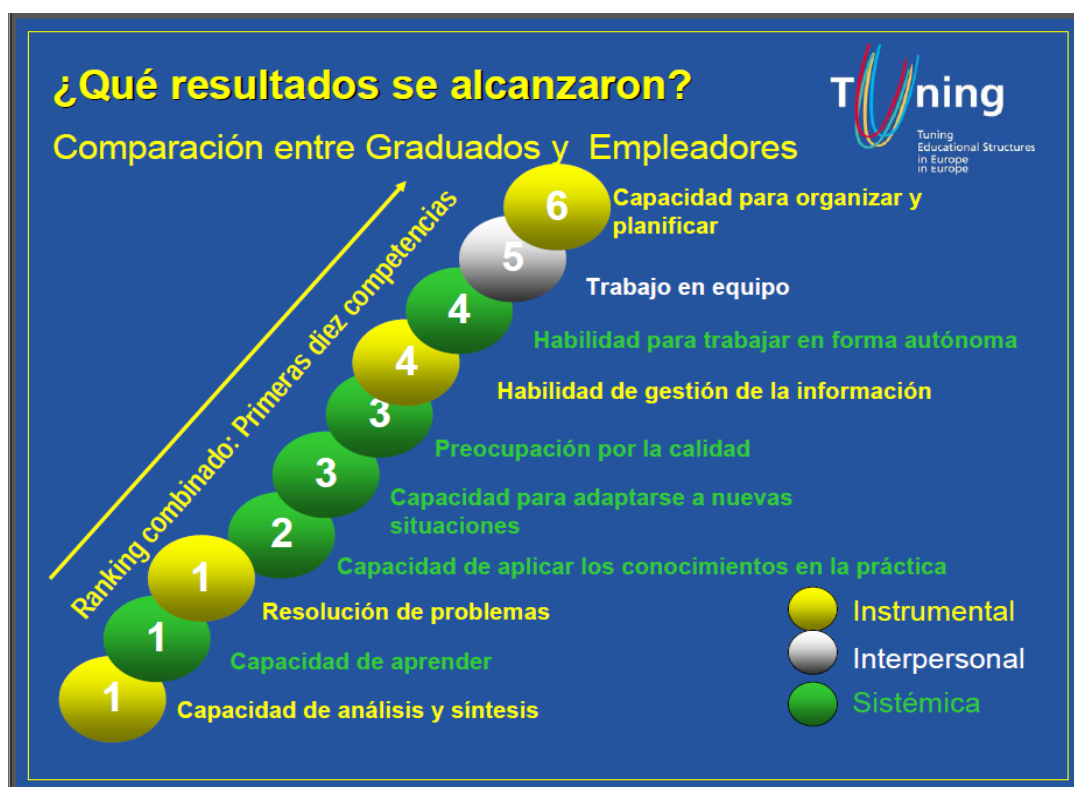 ¿Qué resultados se alcanzaron?
Comparación entre Graduados y Empleadores
Tuning
Tuning
Educational Structures
in Europe
in Europe
Ranking combinado: Primeras diez competencias
6
Capacidad para organizar y
planificar
5
Trabajo en equipo
4
Habilidad para trabajar en forma autónoma
4
Habilidad de gestión de la información
3
Preocupación por la calidad
3
Capacidad para adaptarse a nuevas
situaciones
2
Capacidad de aplicar los conocimientos en la práctica
1
Resolución de problemas
1
Capacidad de aprender
1
Capacidad de análisis y síntesis
Instrumental
Interpersonal
Sistémica